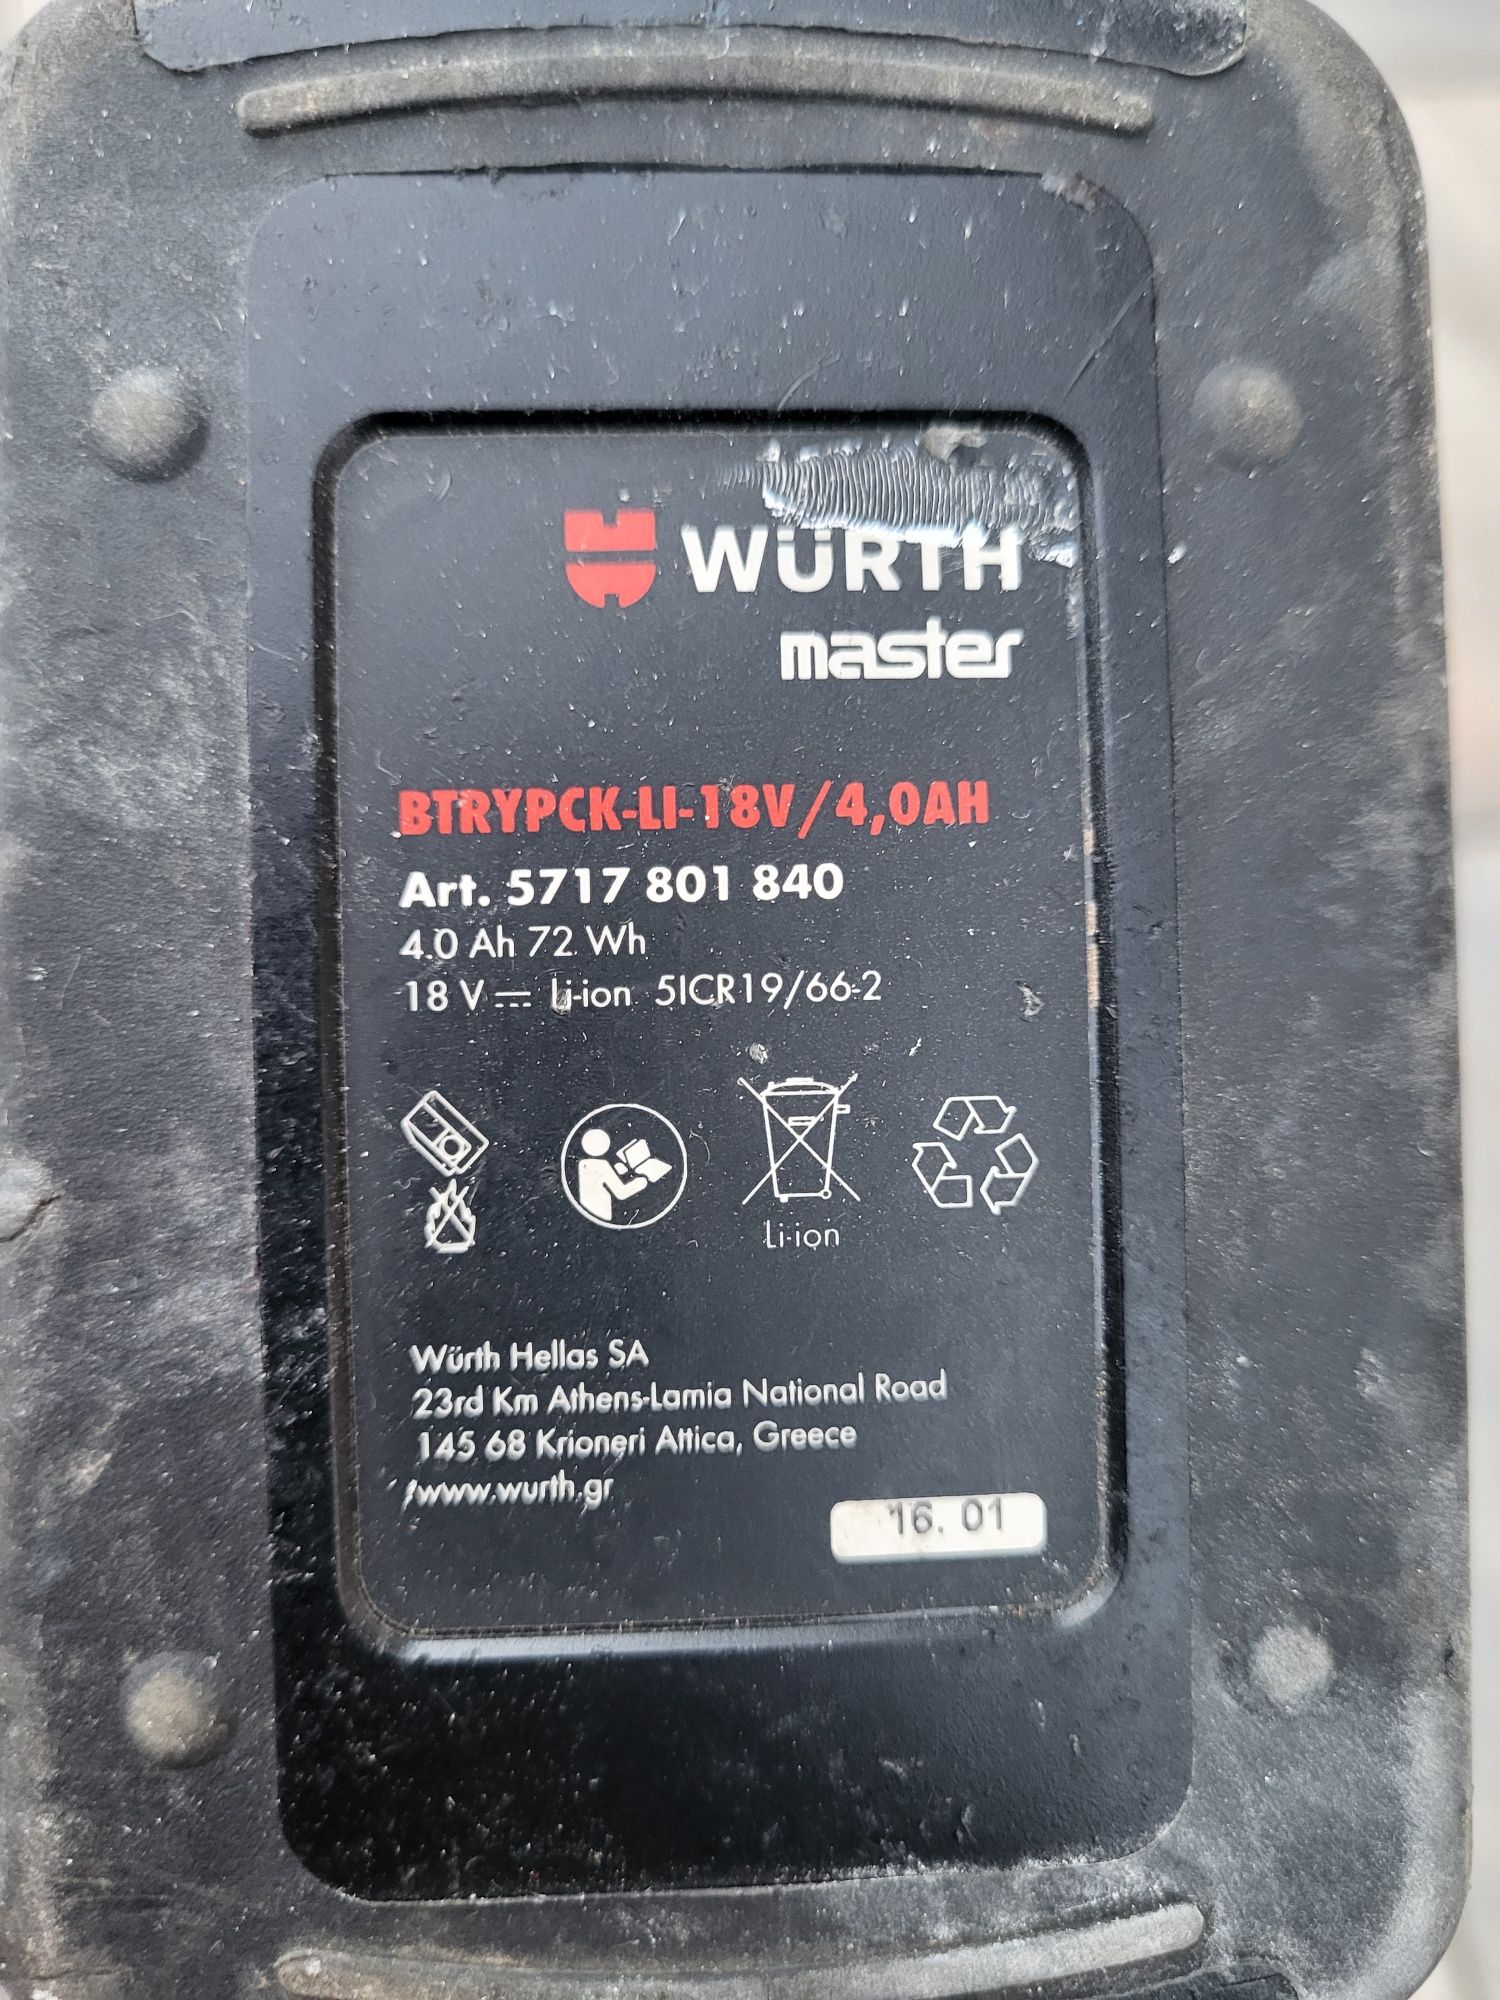 WÜRTH
master
BTRYPCK-LI-18V/4,0AH
Art. 5717 801 840
4.0 Ah 72 Wh
18 V ⎓ Li-ion 5ICR19/66-2
Li-ion
Würth Hellas SA
23rd Km Athens-Lamia National Road
145 68 Krioneri Attica, Greece
/www.wurth.gr
16. 01